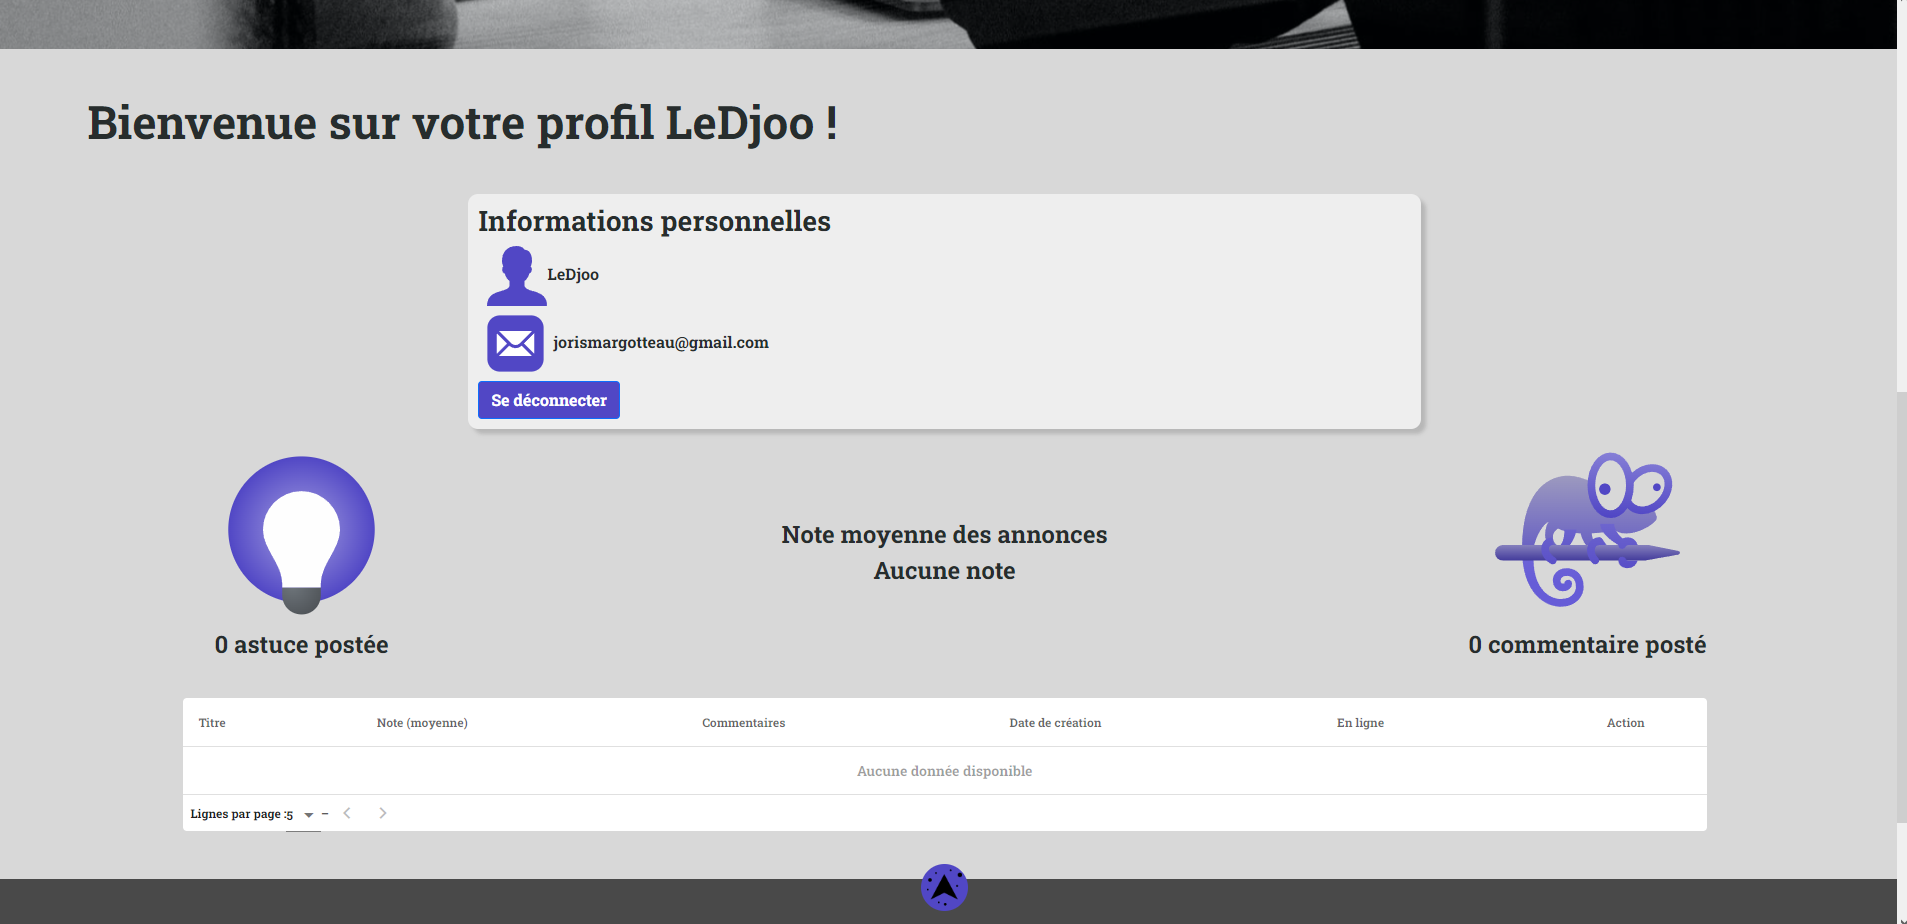 Bienvenue sur votre profil LeDjoo !
Informations personnelles
LeDjoo
jorismargotteau@gmail.com
Se déconnecter
Note moyenne des annonces
Aucune note
0 astuce postée
0 commentaire posté
Titre Note (moyenne) Commentaires Date de création En ligne Action
Aucune donnée disponible
Lignes par page :5 –